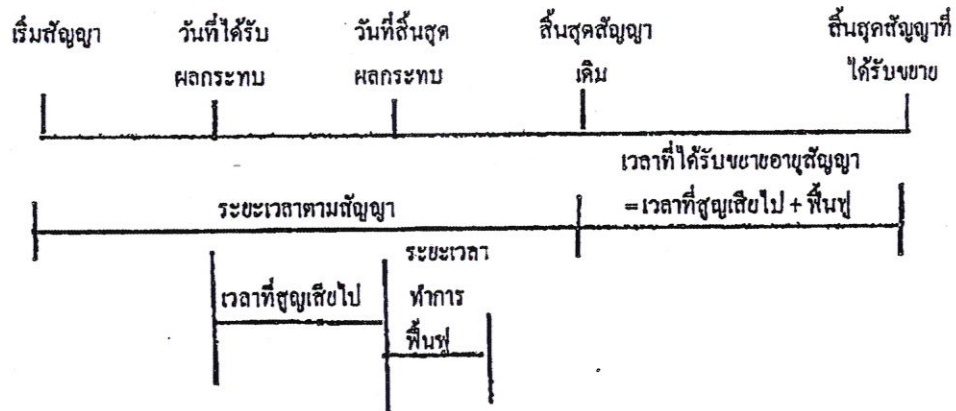 เริ่มสัญญา วันที่ได้รับ วันที่สิ้นสุด สิ้นสุดสัญญา สิ้นสุดสัญญาที่
ผลกระทบ ผลกระทบ เดิม ได้รับขยาย
เวลาที่ได้รับขยายอายุสัญญา
ระยะเวลาตามสัญญา =เวลาที่สูญเสียไป + ฟื้นฟู
ระยะเวลา
เวลาที่สูญเสียไป ทำการ
ฟื้นฟู